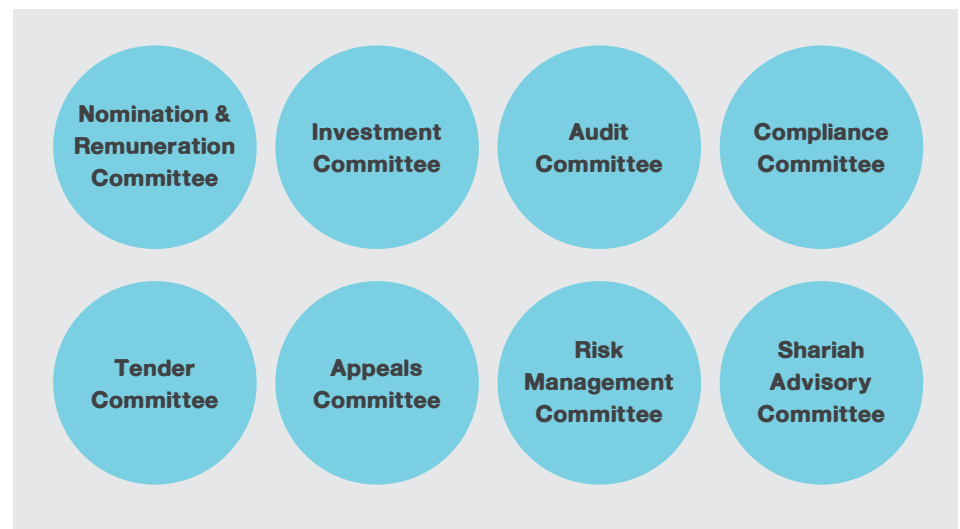 Nomination &
Remuneration
Committee
Investment
Committee
Audit
Committee
Compliance
Committee
Tender
Committee
Appeals
Committee
Risk
Management
Committee
Shariah
Advisory
Committee